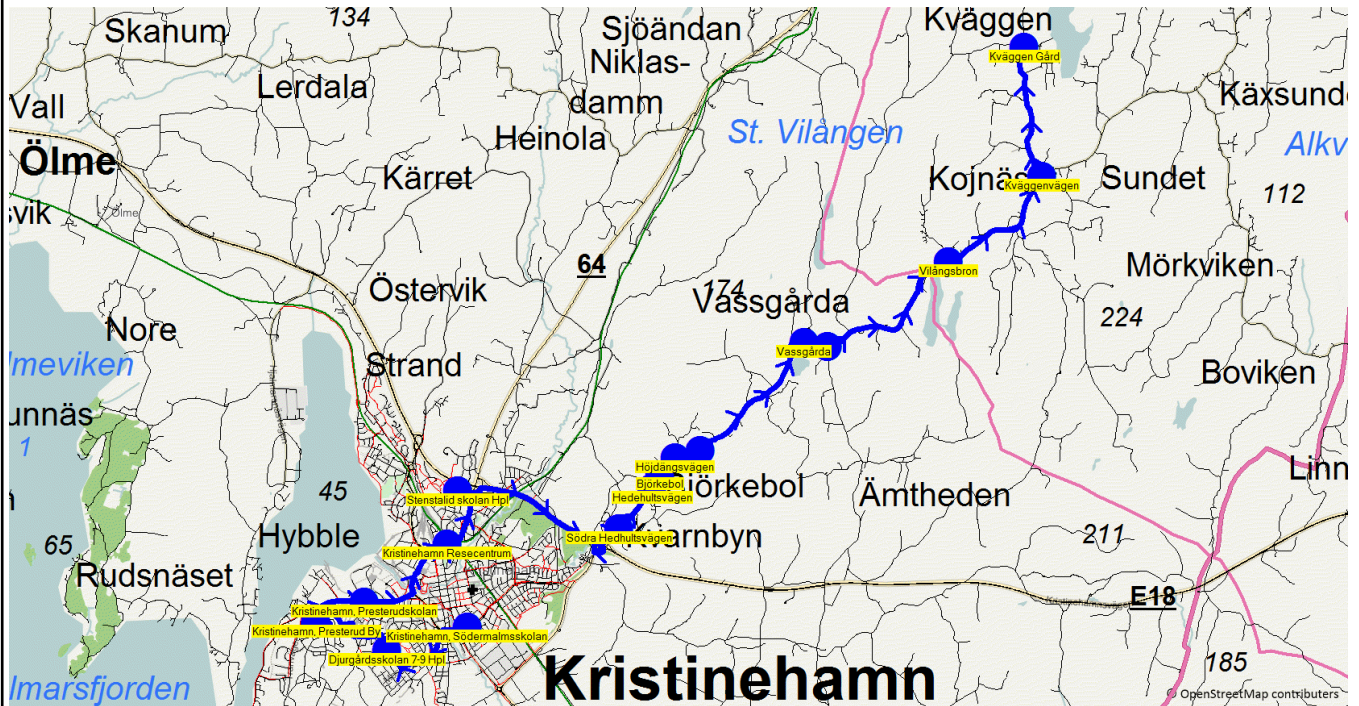 134
Skanum
Sjöändan
Kväggen
Kväggen Gård
Niklas-
damm
Lerdala
Vall
Käxsund
Heinola
St. Vilången
Alkv
Ölme
Kärret
Kojnäs
Kväggenvägen
Sundet
112
svik
Ölme
64
Vilångsbron
Mörkviken
Östervik
174
Vassgårda
224
Nore
Vassgårda
lmeviken
Strand
Boviken
unnäs
1
Höjdängsvägen
Björkebol
Hedehultsvägen
Björkebol
Linn
45
Stenstalid skolan Hpl
Ämtheden
65
Hybble
Kristinehamn Resecentrum
Södra Hedhultsvägen
Kvarnbyn
211
Rudsnäset
E18
Kristinehamn, Presterudskolan
Kristinehamn, Presterud By
Kristinehamn, Södermalmsskolan
Djurgårdsskolan 7-9 Hpl
185
Kristinehamn
lmarsfjorden
© OpenStreetMap contributers